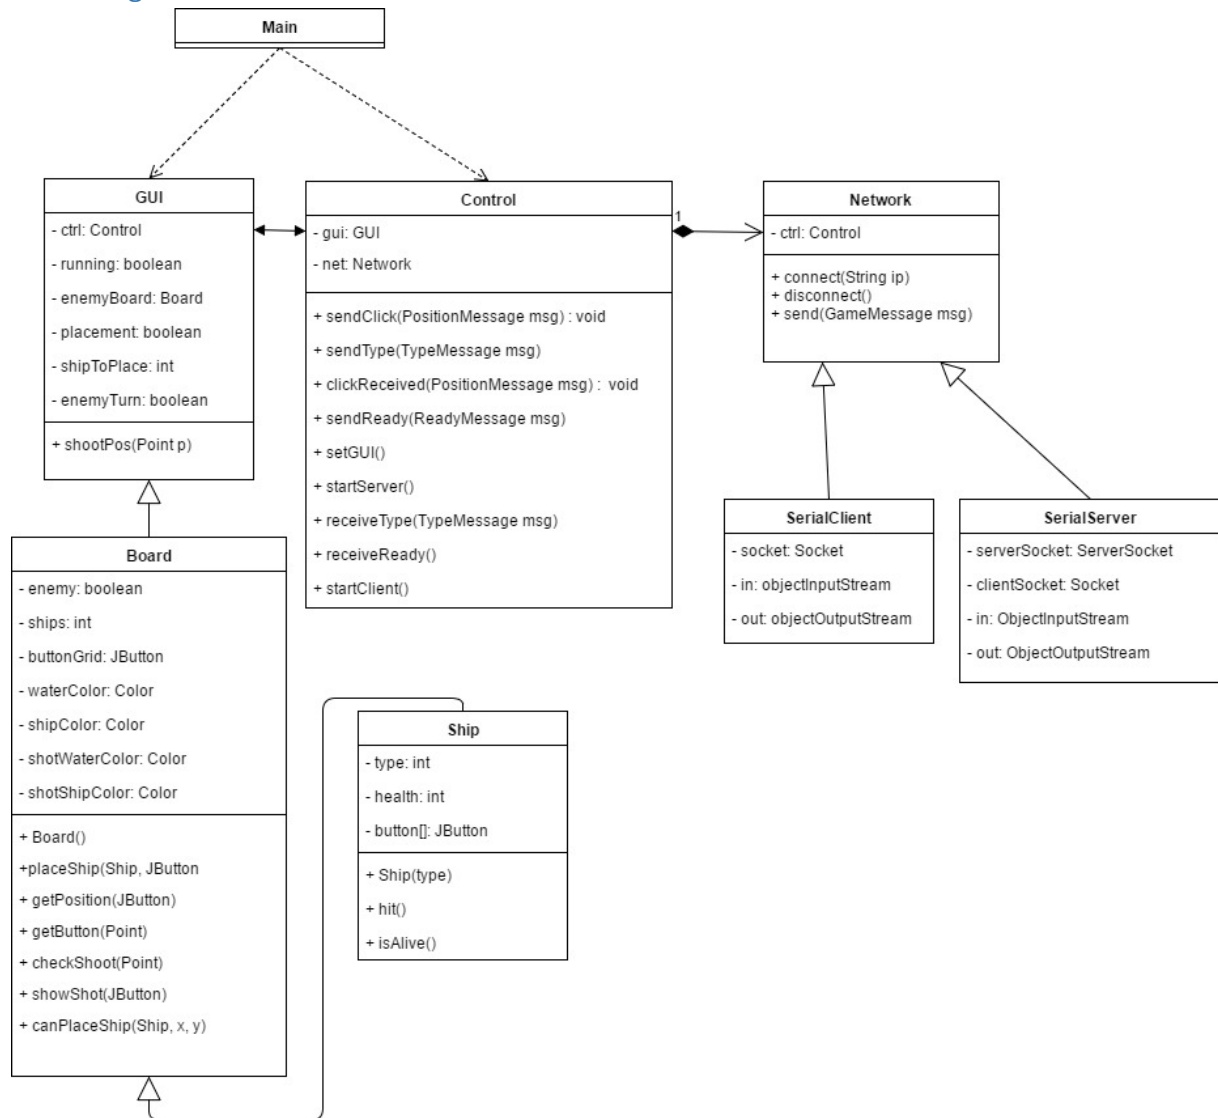 Main
GUI
- ctrl: Control
- running: boolean
- enemyBoard: Board
- placement: boolean
- shipToPlace: int
- enemyTurn: boolean
+ shootPos(Point p)
Control
- gui: GUI
- net: Network
+ sendClick(PositionMessage msg) : void
+ sendType(TypeMessage msg)
+ clickReceived(PositionMessage msg) : void
+ sendReady(ReadyMessage msg)
+ setGUI()
+ startServer()
+ receiveType(TypeMessage msg)
+ receiveReady()
+ startClient()
1
Network
- ctrl: Control
+ connect(String ip)
+ disconnect()
+ send(GameMessage msg)
SerialClient
- socket: Socket
- in: objectInputStream
- out: objectOutputStream
SerialServer
- serverSocket: ServerSocket
- clientSocket: Socket
- in: ObjectInputStream
- out: ObjectOutputStream
Board
- enemy: boolean
- ships: int
- buttonGrid: JButton
- waterColor: Color
- shipColor: Color
- shotWaterColor: Color
- shotShipColor: Color
+ Board()
+placeShip(Ship, JButton
+ getPosition(JButton)
+ getButton(Point)
+ checkShoot(Point)
+ showShot(JButton)
+ canPlaceShip(Ship, x, y)
Ship
- type: int
- health: int
- button[]: JButton
+ Ship(type)
+ hit()
+ isAlive()